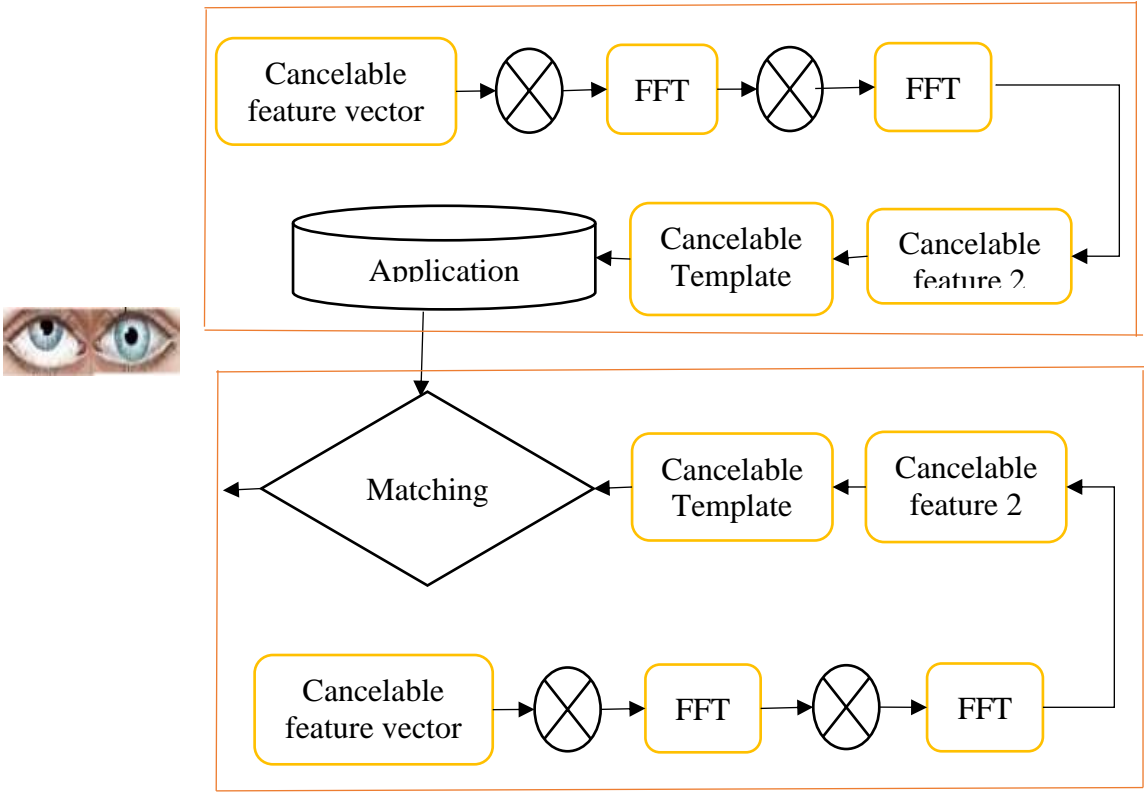 Cancelable
feature vector
FFT
FFT
Application
Cancelable
Template
Cancelable
feature 2
Matching
Cancelable
Template
Cancelable
feature 2
Cancelable
feature vector
FFT
FFT